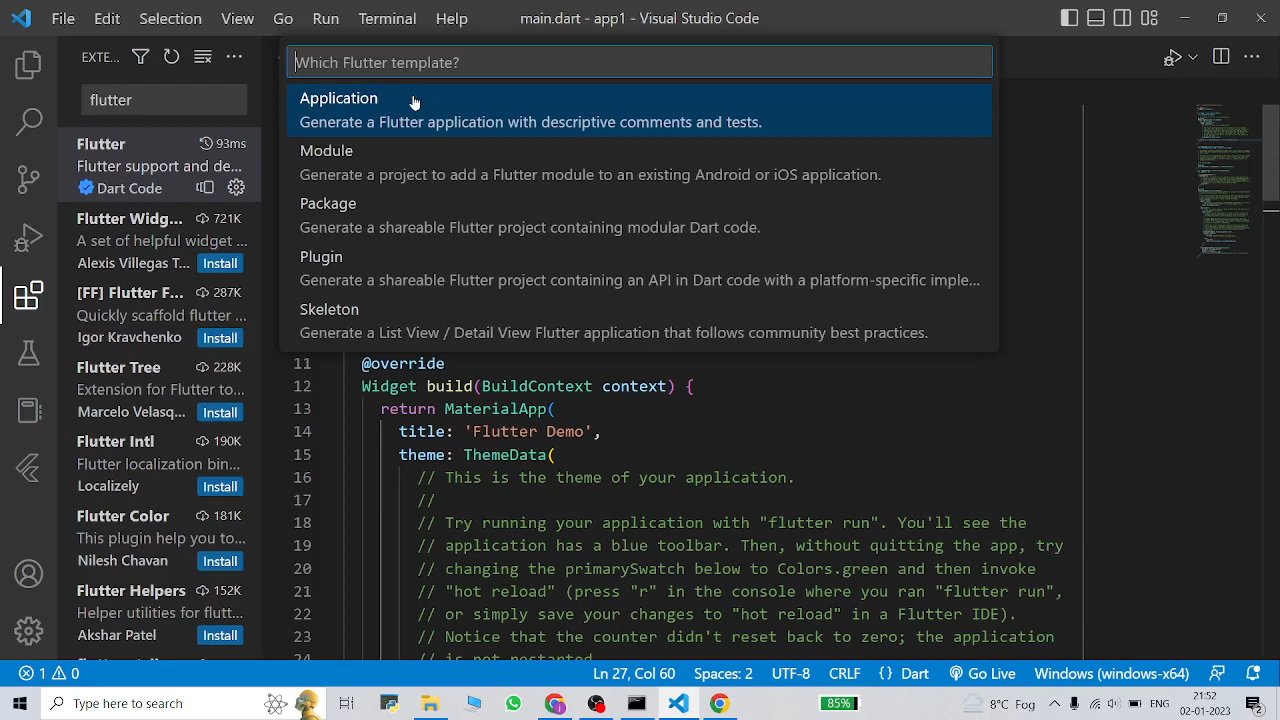 File Edit Selection View Go Run Terminal Help main.dart - app1 - Visual Studio Code
EXTE...
flutter
Which Flutter template?
Application
Generate a Flutter application with descriptive comments and tests.
Module
Generate a project to add a Flutter module to an existing Android or iOS application.
Package
Generate a shareable Flutter project containing modular Dart code.
Plugin
Generate a shareable Flutter project containing an API in Dart code with a platform-specific imple...
Skeleton
Generate a List View / Detail View Flutter application that follows community best practices.
Flutter 93ms
Flutter support and de...
Dart Code
Flutter Widg... 721K
A set of helpful widget ...
Alexis Villegas T... Install
[FF] Flutter F... 287K
Quickly scaffold flutter ...
Igor Kravchenko Install
Flutter Tree 228K
Extension for Flutter to...
Marcelo Velasq... Install
Flutter Intl 190K
Flutter localization bin...
Localizely Install
Flutter Color 181K
This plugin help you to...
Nilesh Chavan Install
Flutter Helpers 92K
Helper utilities for flutt...
Akshar Patel Install
11 @override
12 Widget build(BuildContext context) {
13 return MaterialApp(
14 title: 'Flutter Demo',
15 theme: ThemeData(
16 // This is the theme of your application.
17 //
18 // Try running your application with "flutter run". You'll see the
19 // application has a blue toolbar. Then, without quitting the app, try
20 // changing the primarySwatch below to Colors.green and then invoke
21 // "hot reload" (press "r" in the console where you ran "flutter run",
22 // or simply save your changes to "hot reload" in a Flutter IDE).
23 // Notice that the counter didn't reset back to zero; the application
24 // is not restarted.
1 0 Ln 27, Col 60 Spaces: 2 UTF-8 CRLF { } Dart Go Live Windows (windows-x64)
Type here to search 85% 8°C Fog 21:52
02-01-2023 2